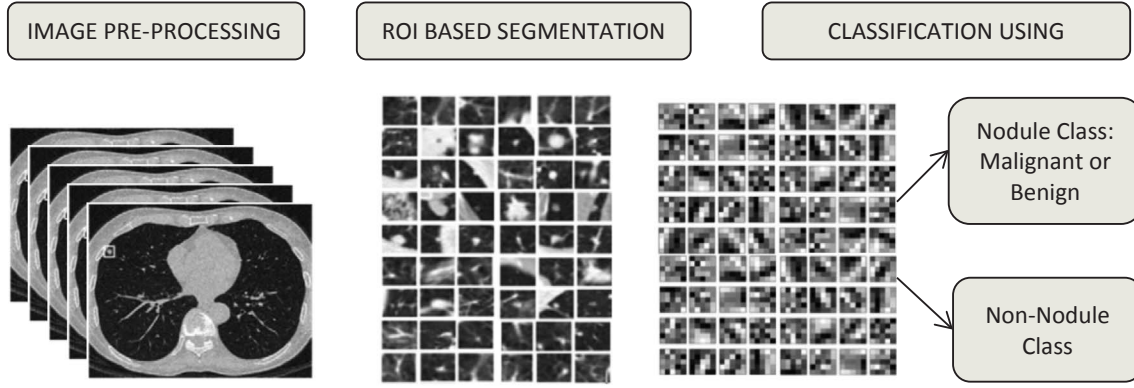 IMAGE PRE-PROCESSING
ROI BASED SEGMENTATION
CLASSIFICATION USING
Nodule Class:
Malignant or
Benign
Non-Nodule
Class